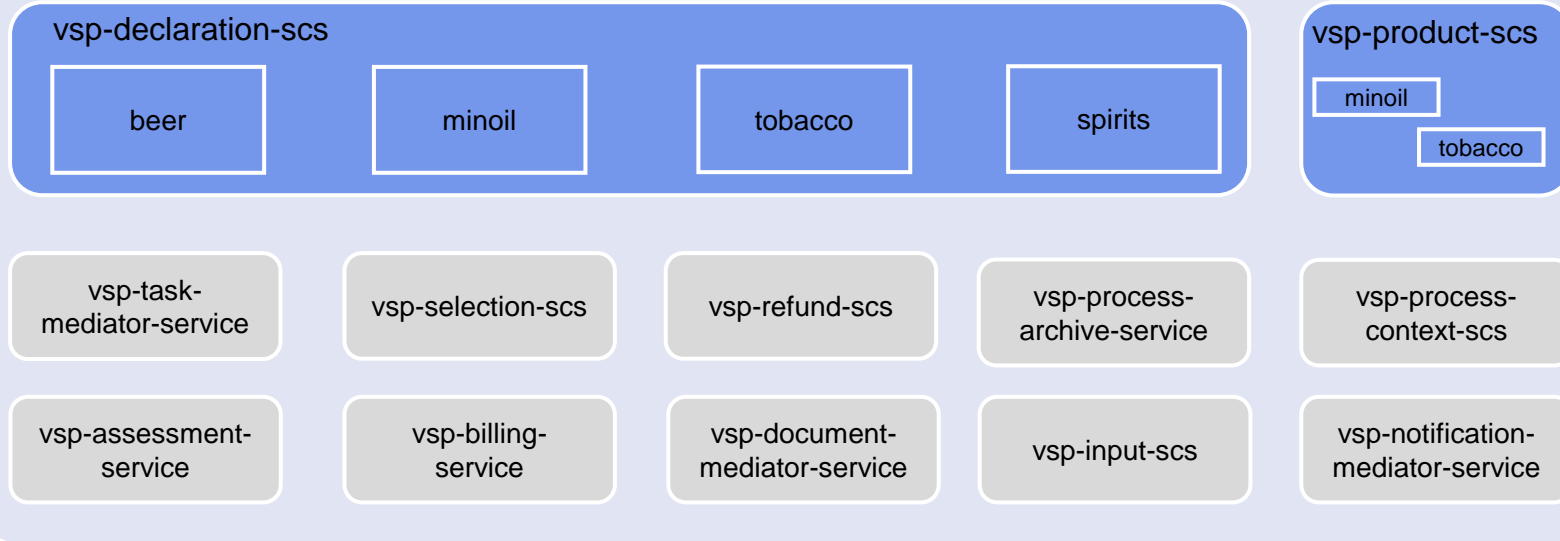 vsp-declaration-scs
beer
minoil
tobacco
spirits
vsp-product-scs
minoil
tobacco
vsp-task-
mediator-service
vsp-selection-scs
vsp-refund-scs
vsp-process-
archive-service
vsp-process-
context-scs
vsp-assessment-
service
vsp-billing-
service
vsp-document-
mediator-service
vsp-input-scs
vsp-notification-
mediator-service